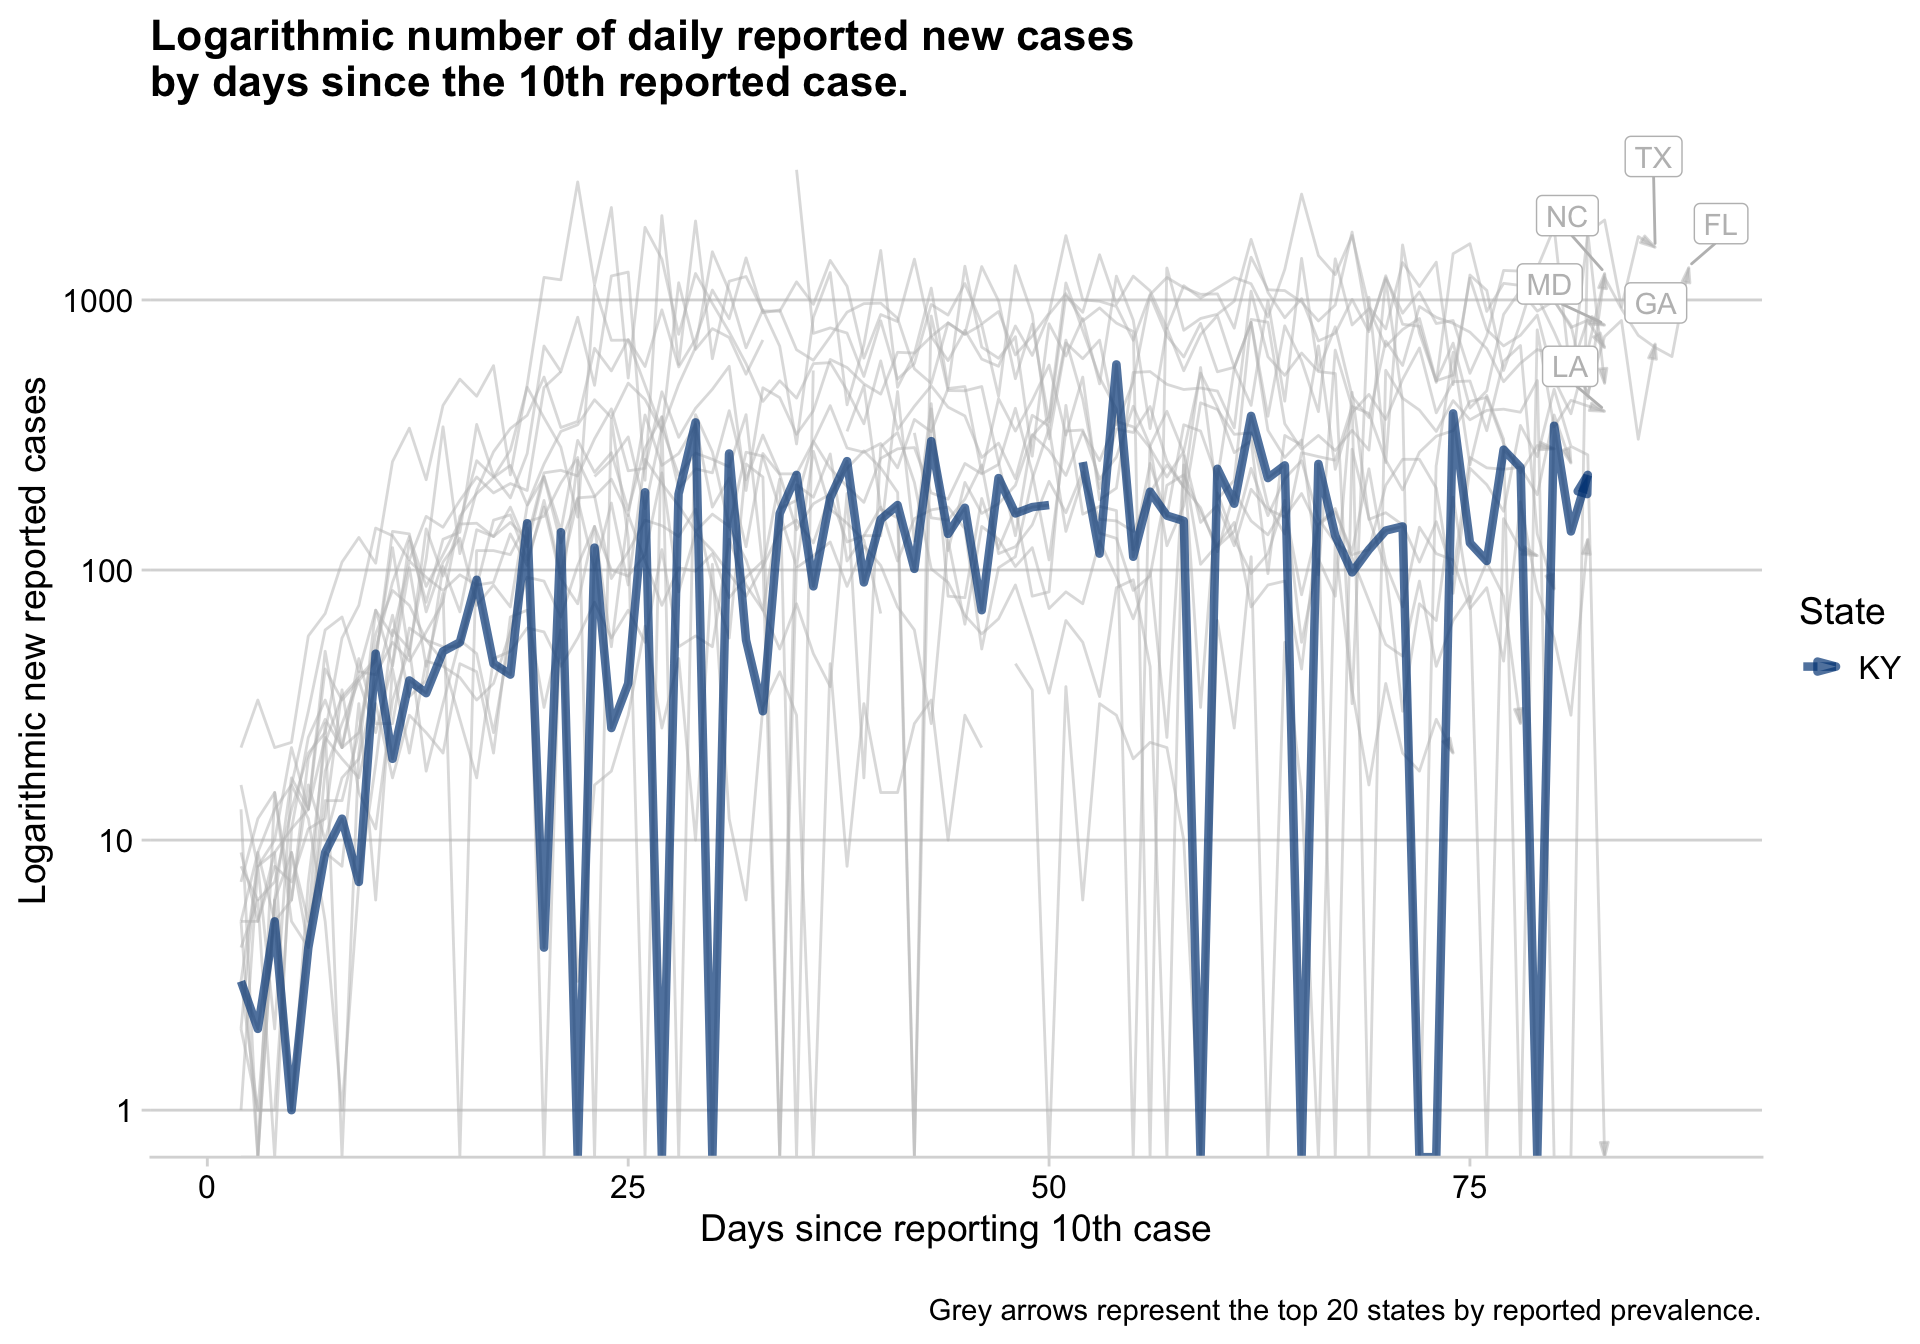 Logarithmic number of daily reported new cases
by days since the 10th reported case.
TX
NC
FL
MD
GA
LA
1000
100
10
1
Logarithmic new reported cases
0
25
50
75
Days since reporting 10th case
State
KY
Grey arrows represent the top 20 states by reported prevalence.